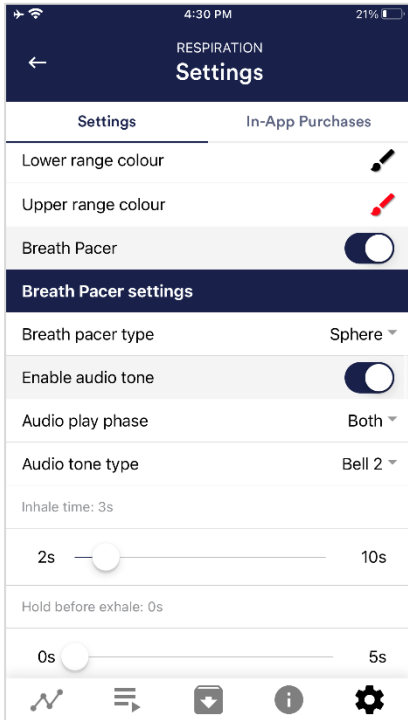 4:30 PM
21%
RESPIRATION
Settings
Settings In-App Purchases
Lower range colour
Upper range colour
Breath Pacer
Breath Pacer settings
Breath pacer type Sphere
Enable audio tone
Audio play phase Both
Audio tone type Bell 2
Inhale time: 3s
2s 10s
Hold before exhale: 0s
0s 5s